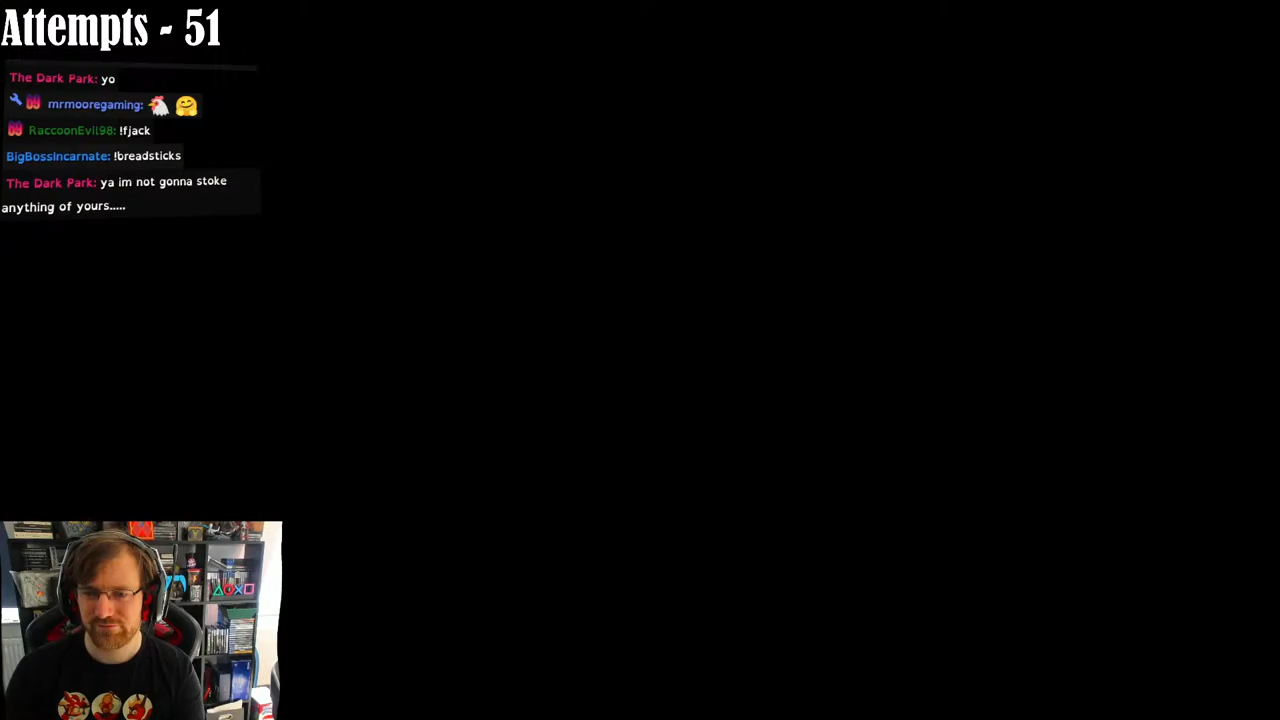 Attempts - 51
The Dark Park: yo
mrmooregaming: 🐔 🤗
RaccoonEvil98: !fjack
BigBossIncarnate: !breadsticks
The Dark Park: ya im not gonna stoke
anything of yours.....